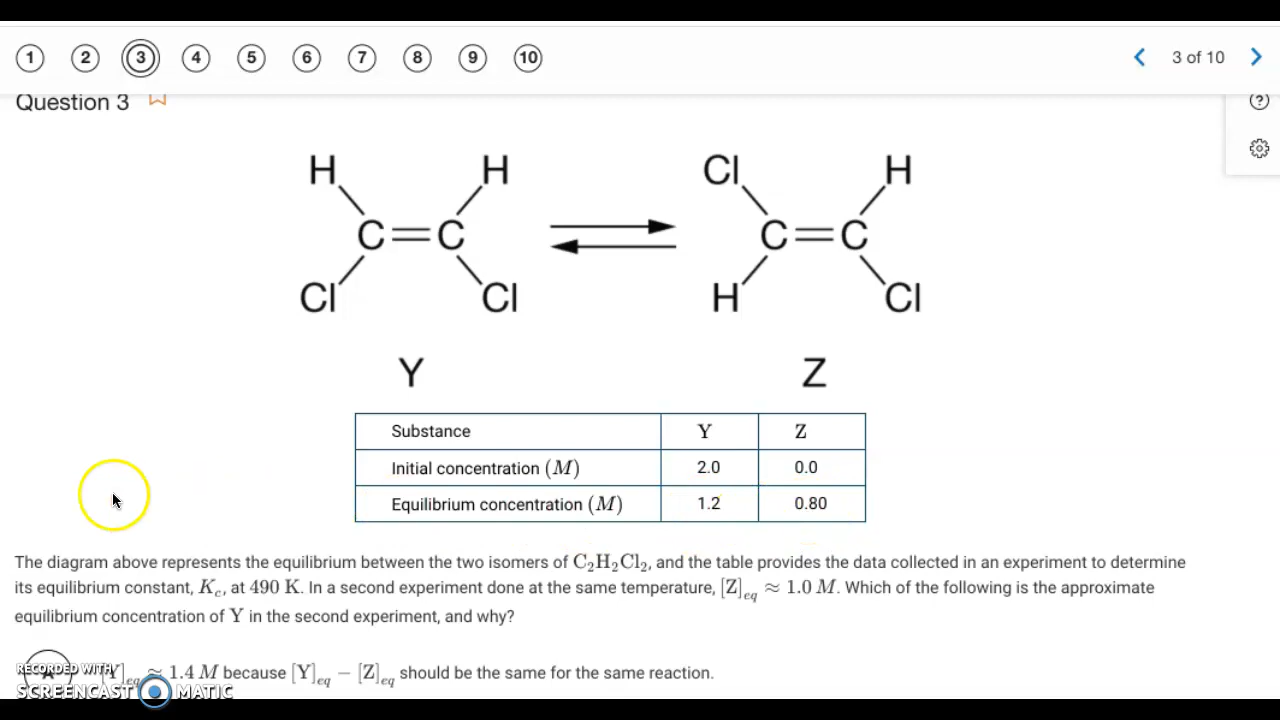 1 2 3 4 5 6 7 8 9 10 3 of 10
Question 3
?
H H Cl H
C=C C=C
Cl Cl H Cl
Y Z
Substance Y Z
Initial concentration (M) 2.0 0.0
Equilibrium concentration (M) 1.2 0.80
The diagram above represents the equilibrium between the two isomers of C₂H₂Cl₂, and the table provides the data collected in an experiment to determine
its equilibrium constant, K_c, at 490 K. In a second experiment done at the same temperature, [Z]_eq ≈ 1.0 M. Which of the following is the approximate
equilibrium concentration of Y in the second experiment, and why?
A [Y]_eq ≈ 1.4 M because [Y]_eq − [Z]_eq should be the same for the same reaction.
RECORDED WITH
SCREENCAST MATIC